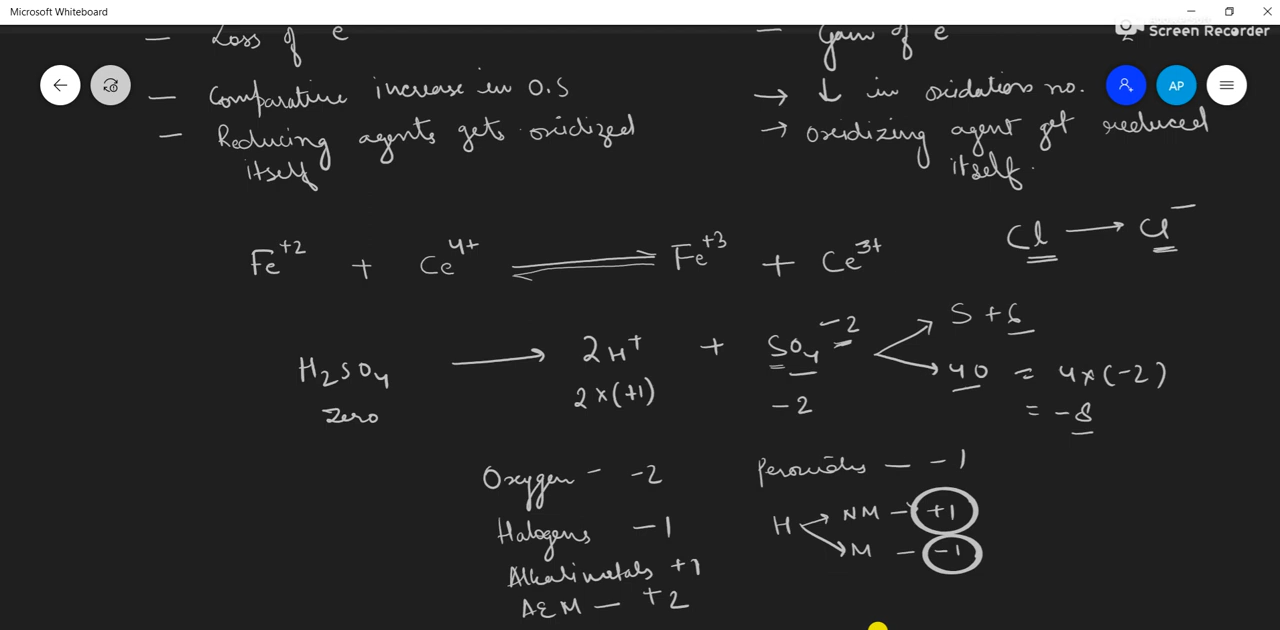 Microsoft Whiteboard
Screen Recorder
AP
— Loss of e
— Comparative increase in O.S
— Reducing agents gets oxidized
itself
— Gain of e
→ ↓ in oxidation no.
→ oxidizing agent get reduced
itself.
Cl → Cl⁻
Fe⁺² + Ce⁴⁺ ⇌ Fe⁺³ + Ce³⁺
H₂SO₄ → 2H⁺ + SO₄⁻²
zero 2×(+1) -2
S +6
4O = 4×(-2)
= -8
Oxygen - -2
Halogens -1
Alkali metals +1
AEM — +2
Peroxides — -1
H NM — +1
M — -1